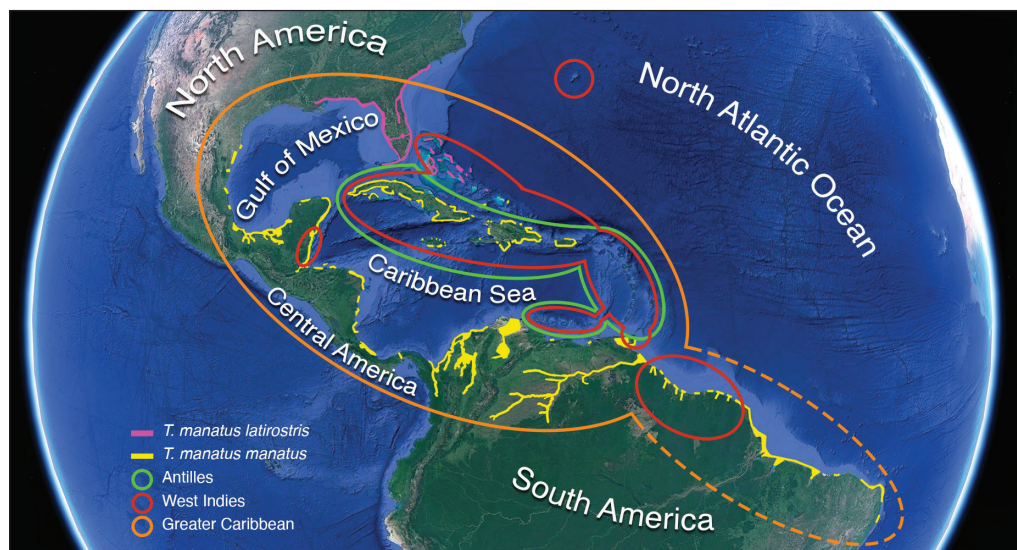 North America
North Atlantic Ocean
Gulf of Mexico
Caribbean Sea
Central America
South America
T. manatus latirostris
T. manatus manatus
Antilles
West Indies
Greater Caribbean